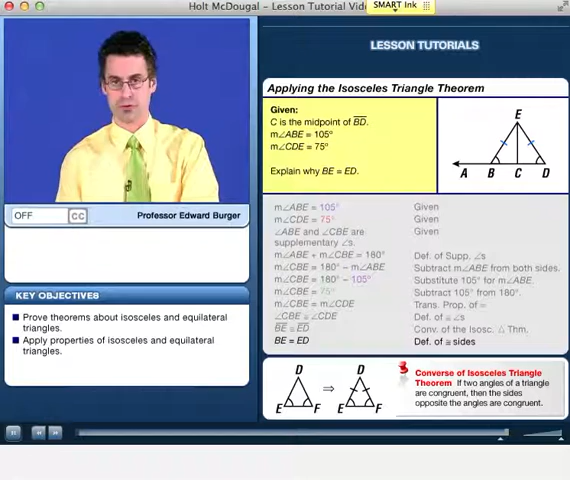 Holt McDougal - Lesson Tutorial Vide
SMART Ink
LESSON TUTORIALS
Applying the Isosceles Triangle Theorem
Given:
C is the midpoint of BD.
m∠ABE = 105°
m∠CDE = 75°
Explain why BE = ED.
E
A B C D
OFF CC Professor Edward Burger
m∠ABE = 105° Given
m∠CDE = 75° Given
∠ABE and ∠CBE are Given
supplementary ∠s.
m∠ABE + m∠CBE = 180° Def. of Supp. ∠s
m∠CBE = 180° − m∠ABE Subtract m∠ABE from both sides.
m∠CBE = 180° − 105° Substitute 105° for m∠ABE.
m∠CBE = 75° Subtract 105° from 180°.
m∠CBE = m∠CDE Trans. Prop. of =
∠CBE ≅ ∠CDE Def. of ≅ ∠s
BE ≅ ED Conv. of the Isosc. △ Thm.
BE = ED Def. of ≅ sides
KEY OBJECTIVES
Prove theorems about isosceles and equilateral
triangles.
Apply properties of isosceles and equilateral
triangles.
D ⇒ D
E F E F
Converse of Isosceles Triangle
Theorem If two angles of a triangle
are congruent, then the sides
opposite the angles are congruent.